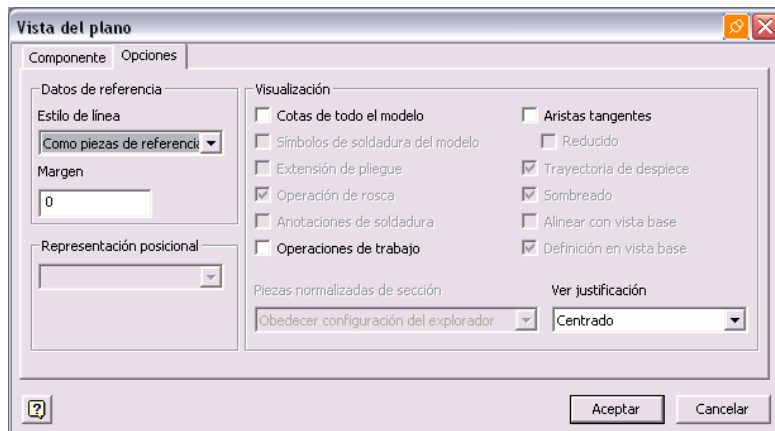 Vista del plano
Componente
Opciones
Datos de referencia
Estilo de línea
Como piezas de referencia
Margen
0
Representación posicional
Visualización
Cotas de todo el modelo
Símbolos de soldadura del modelo
Extensión de pliegue
Operación de rosca
Anotaciones de soldadura
Operaciones de trabajo
Aristas tangentes
Reducido
Trayectoria de despiece
Sombreado
Alinear con vista base
Definición en vista base
Piezas normalizadas de sección
Obedecer configuración del explorador
Ver justificación
Centrado
Aceptar
Cancelar